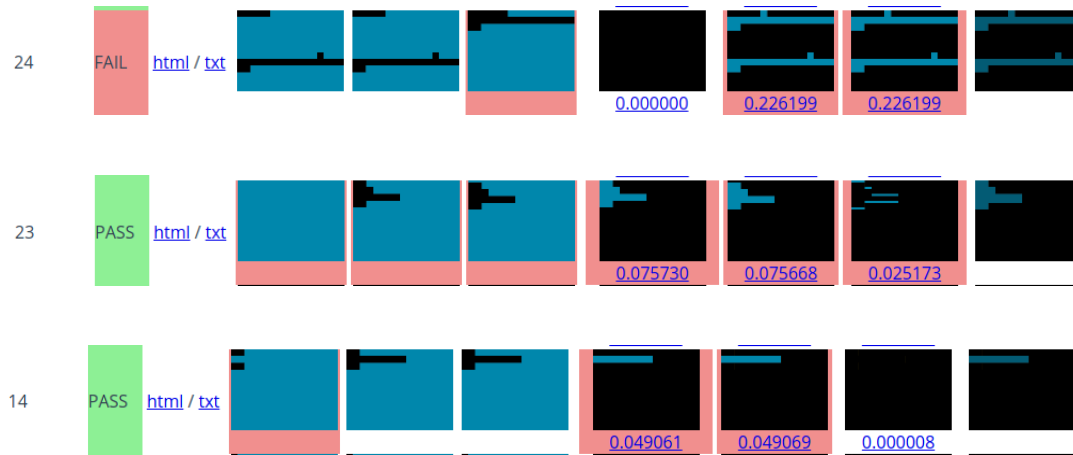 24 FAIL html / txt
0.000000 0.226199 0.226199
23 PASS html / txt
0.075730 0.075668 0.025173
14 PASS html / txt
0.049061 0.049069 0.000008